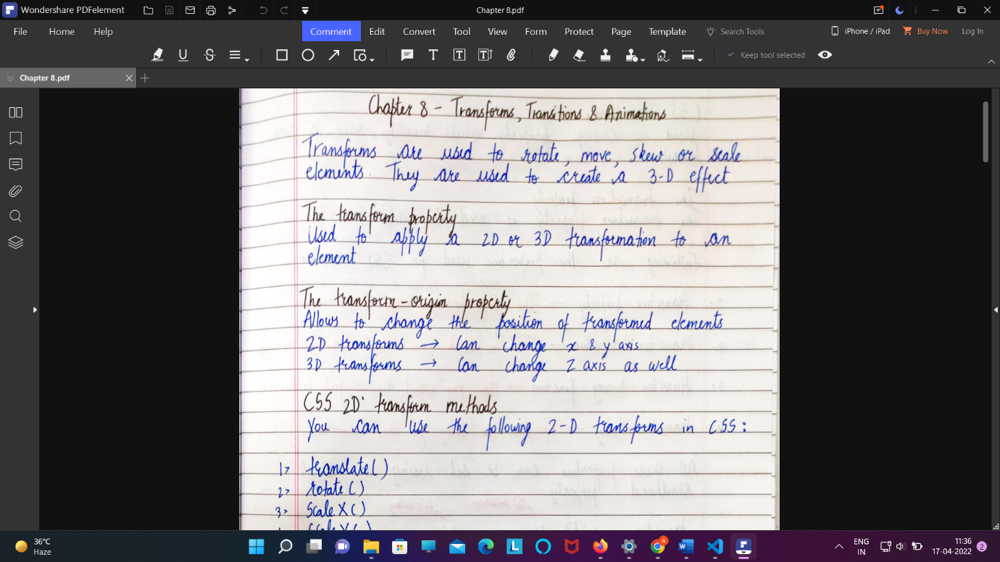 Wondershare PDFelement
Chapter 8.pdf
File Home Help Comment Edit Convert Tool View Form Protect Page Template Search Tools iPhone / iPad Buy Now Log In
Keep tool selected
Chapter 8.pdf
Chapter 8 - Transforms, Transitions & Animations
Transforms are used to rotate, move, skew or scale
elements. They are used to create a 3-D effect
The transform property
Used to apply a 2D or 3D transformation to an
element
The transform-origin property
Allows to change the position of transformed elements
2D transforms → Can change x & y axis
3D transforms → Can change Z axis as well
CSS 2D transform methods
You can use the following 2-D transforms in CSS:
1> translate()
2> rotate()
3> ScaleX()
36°C
Haze
ENG
IN
11:36
17-04-2022
2